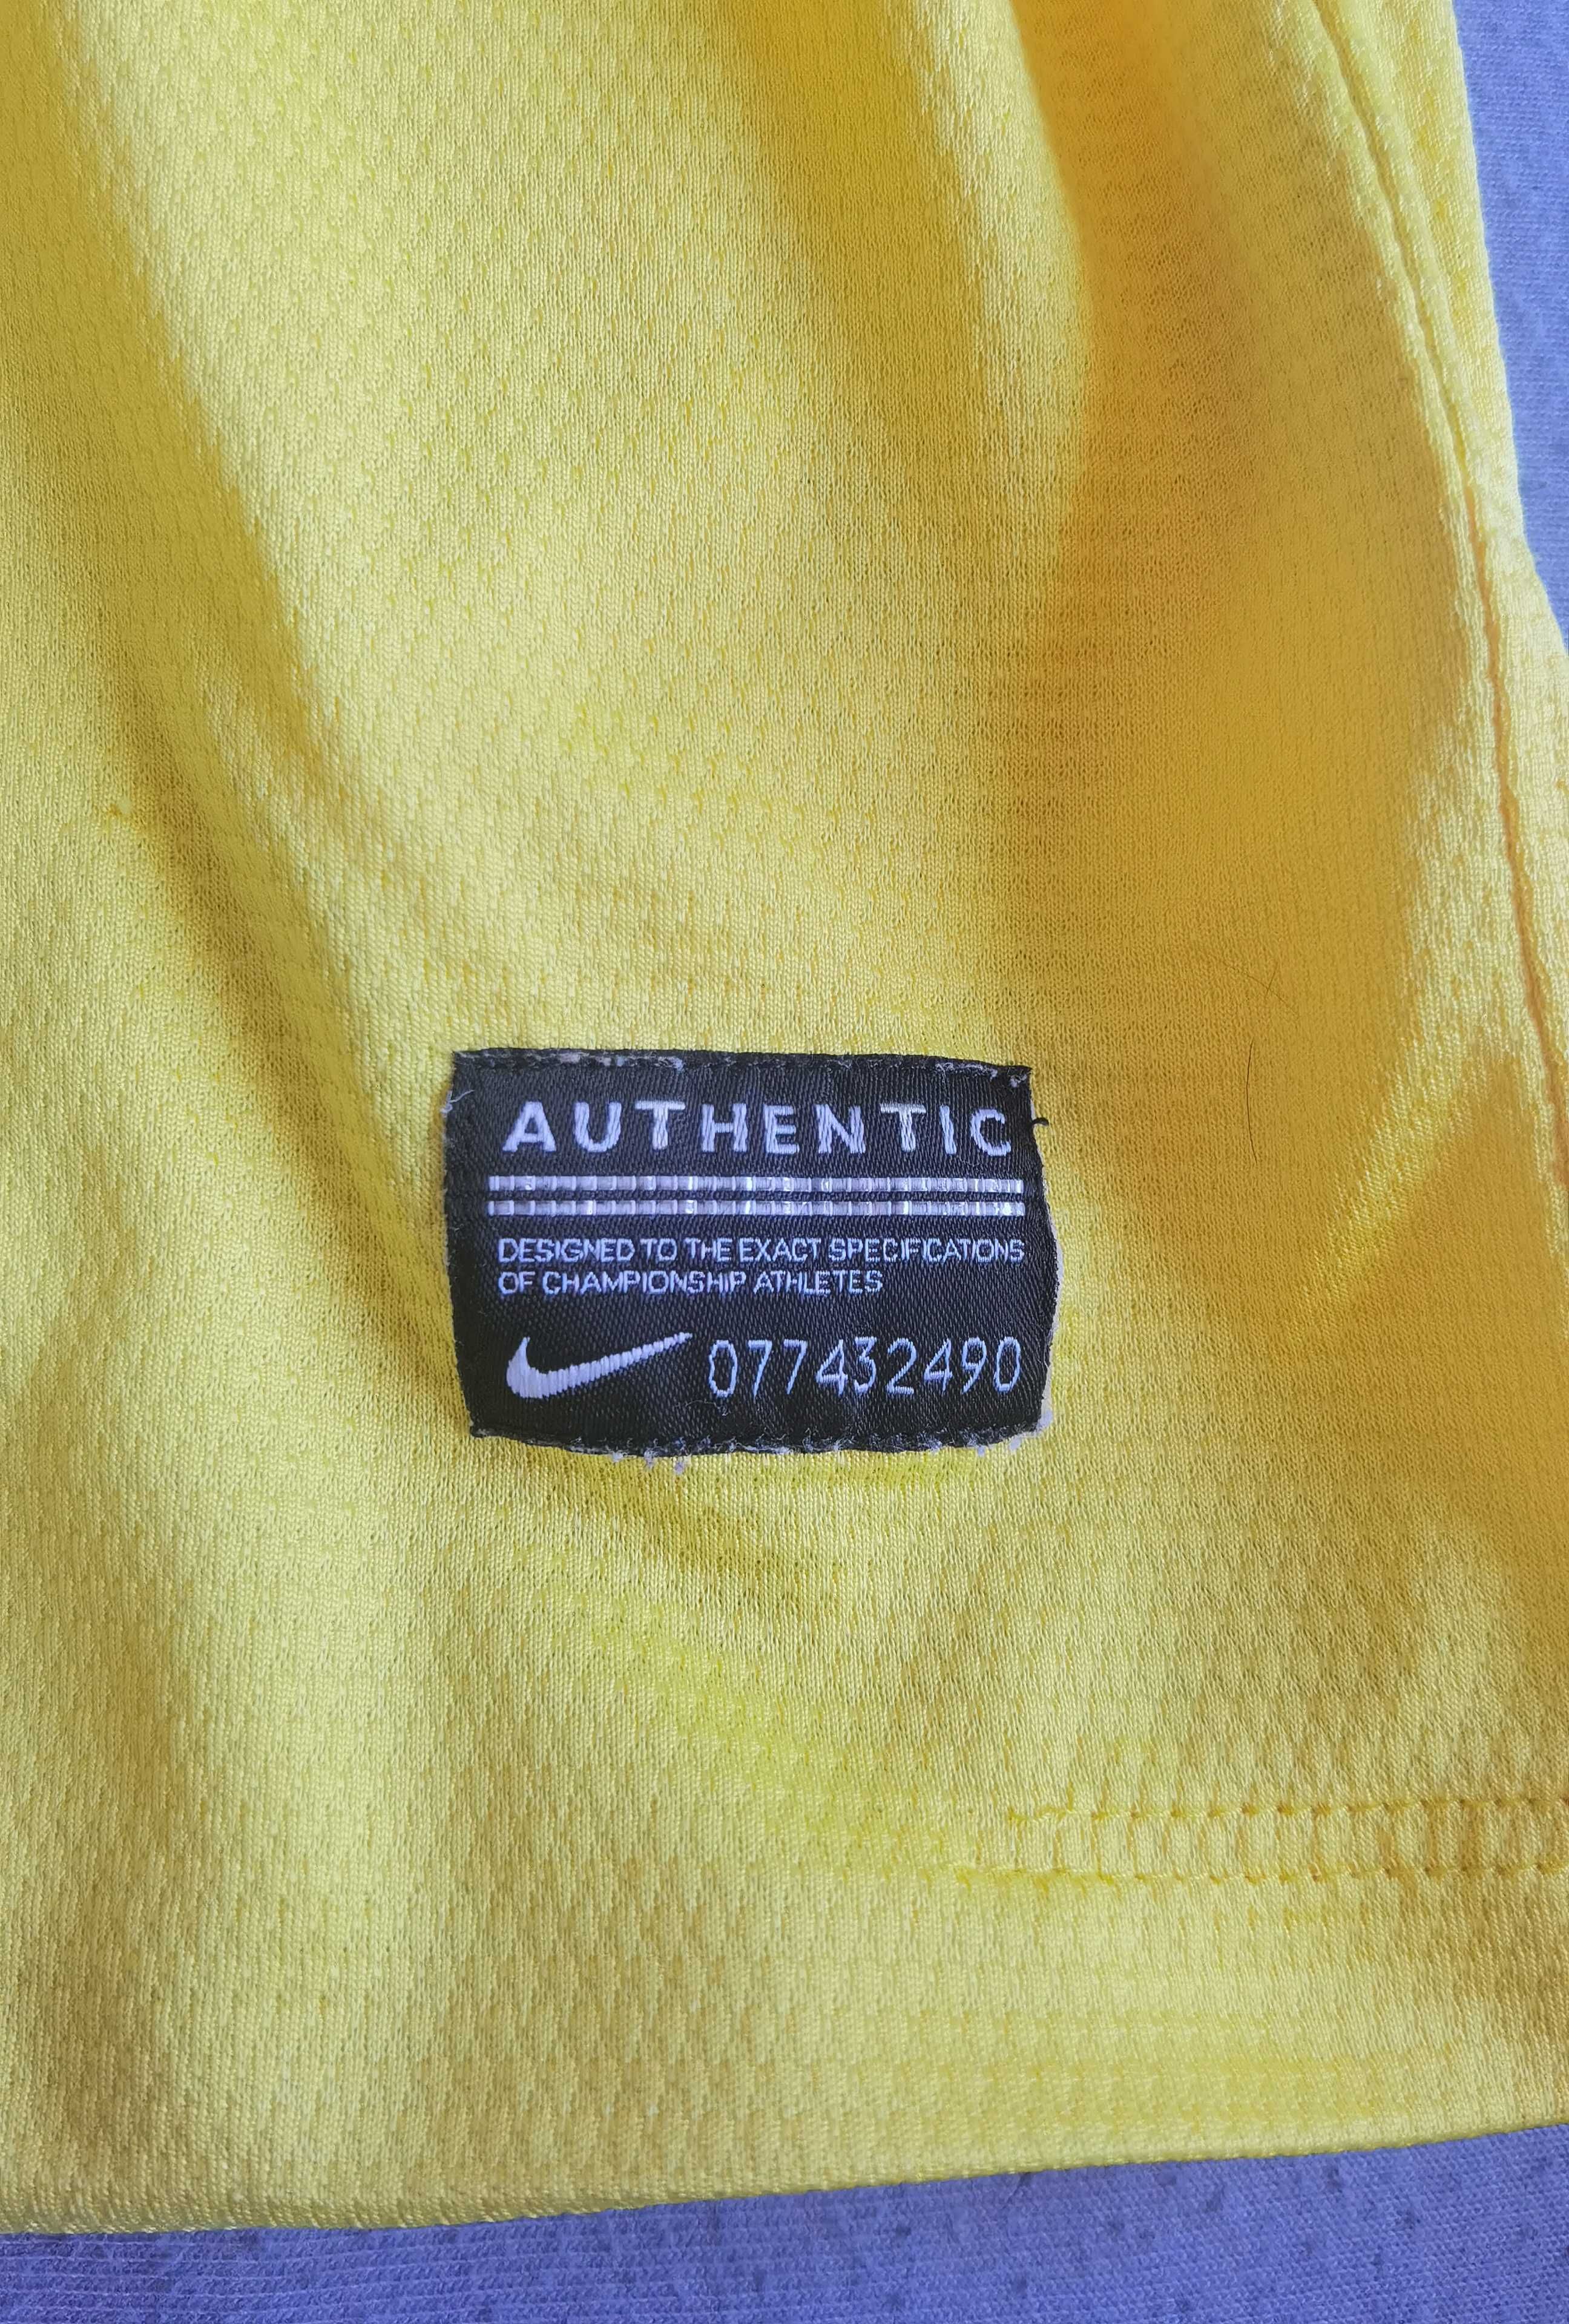 AUTHENTIC
DESIGNED TO THE EXACT SPECIFICATIONS
OF CHAMPIONSHIP ATHLETES
077432490